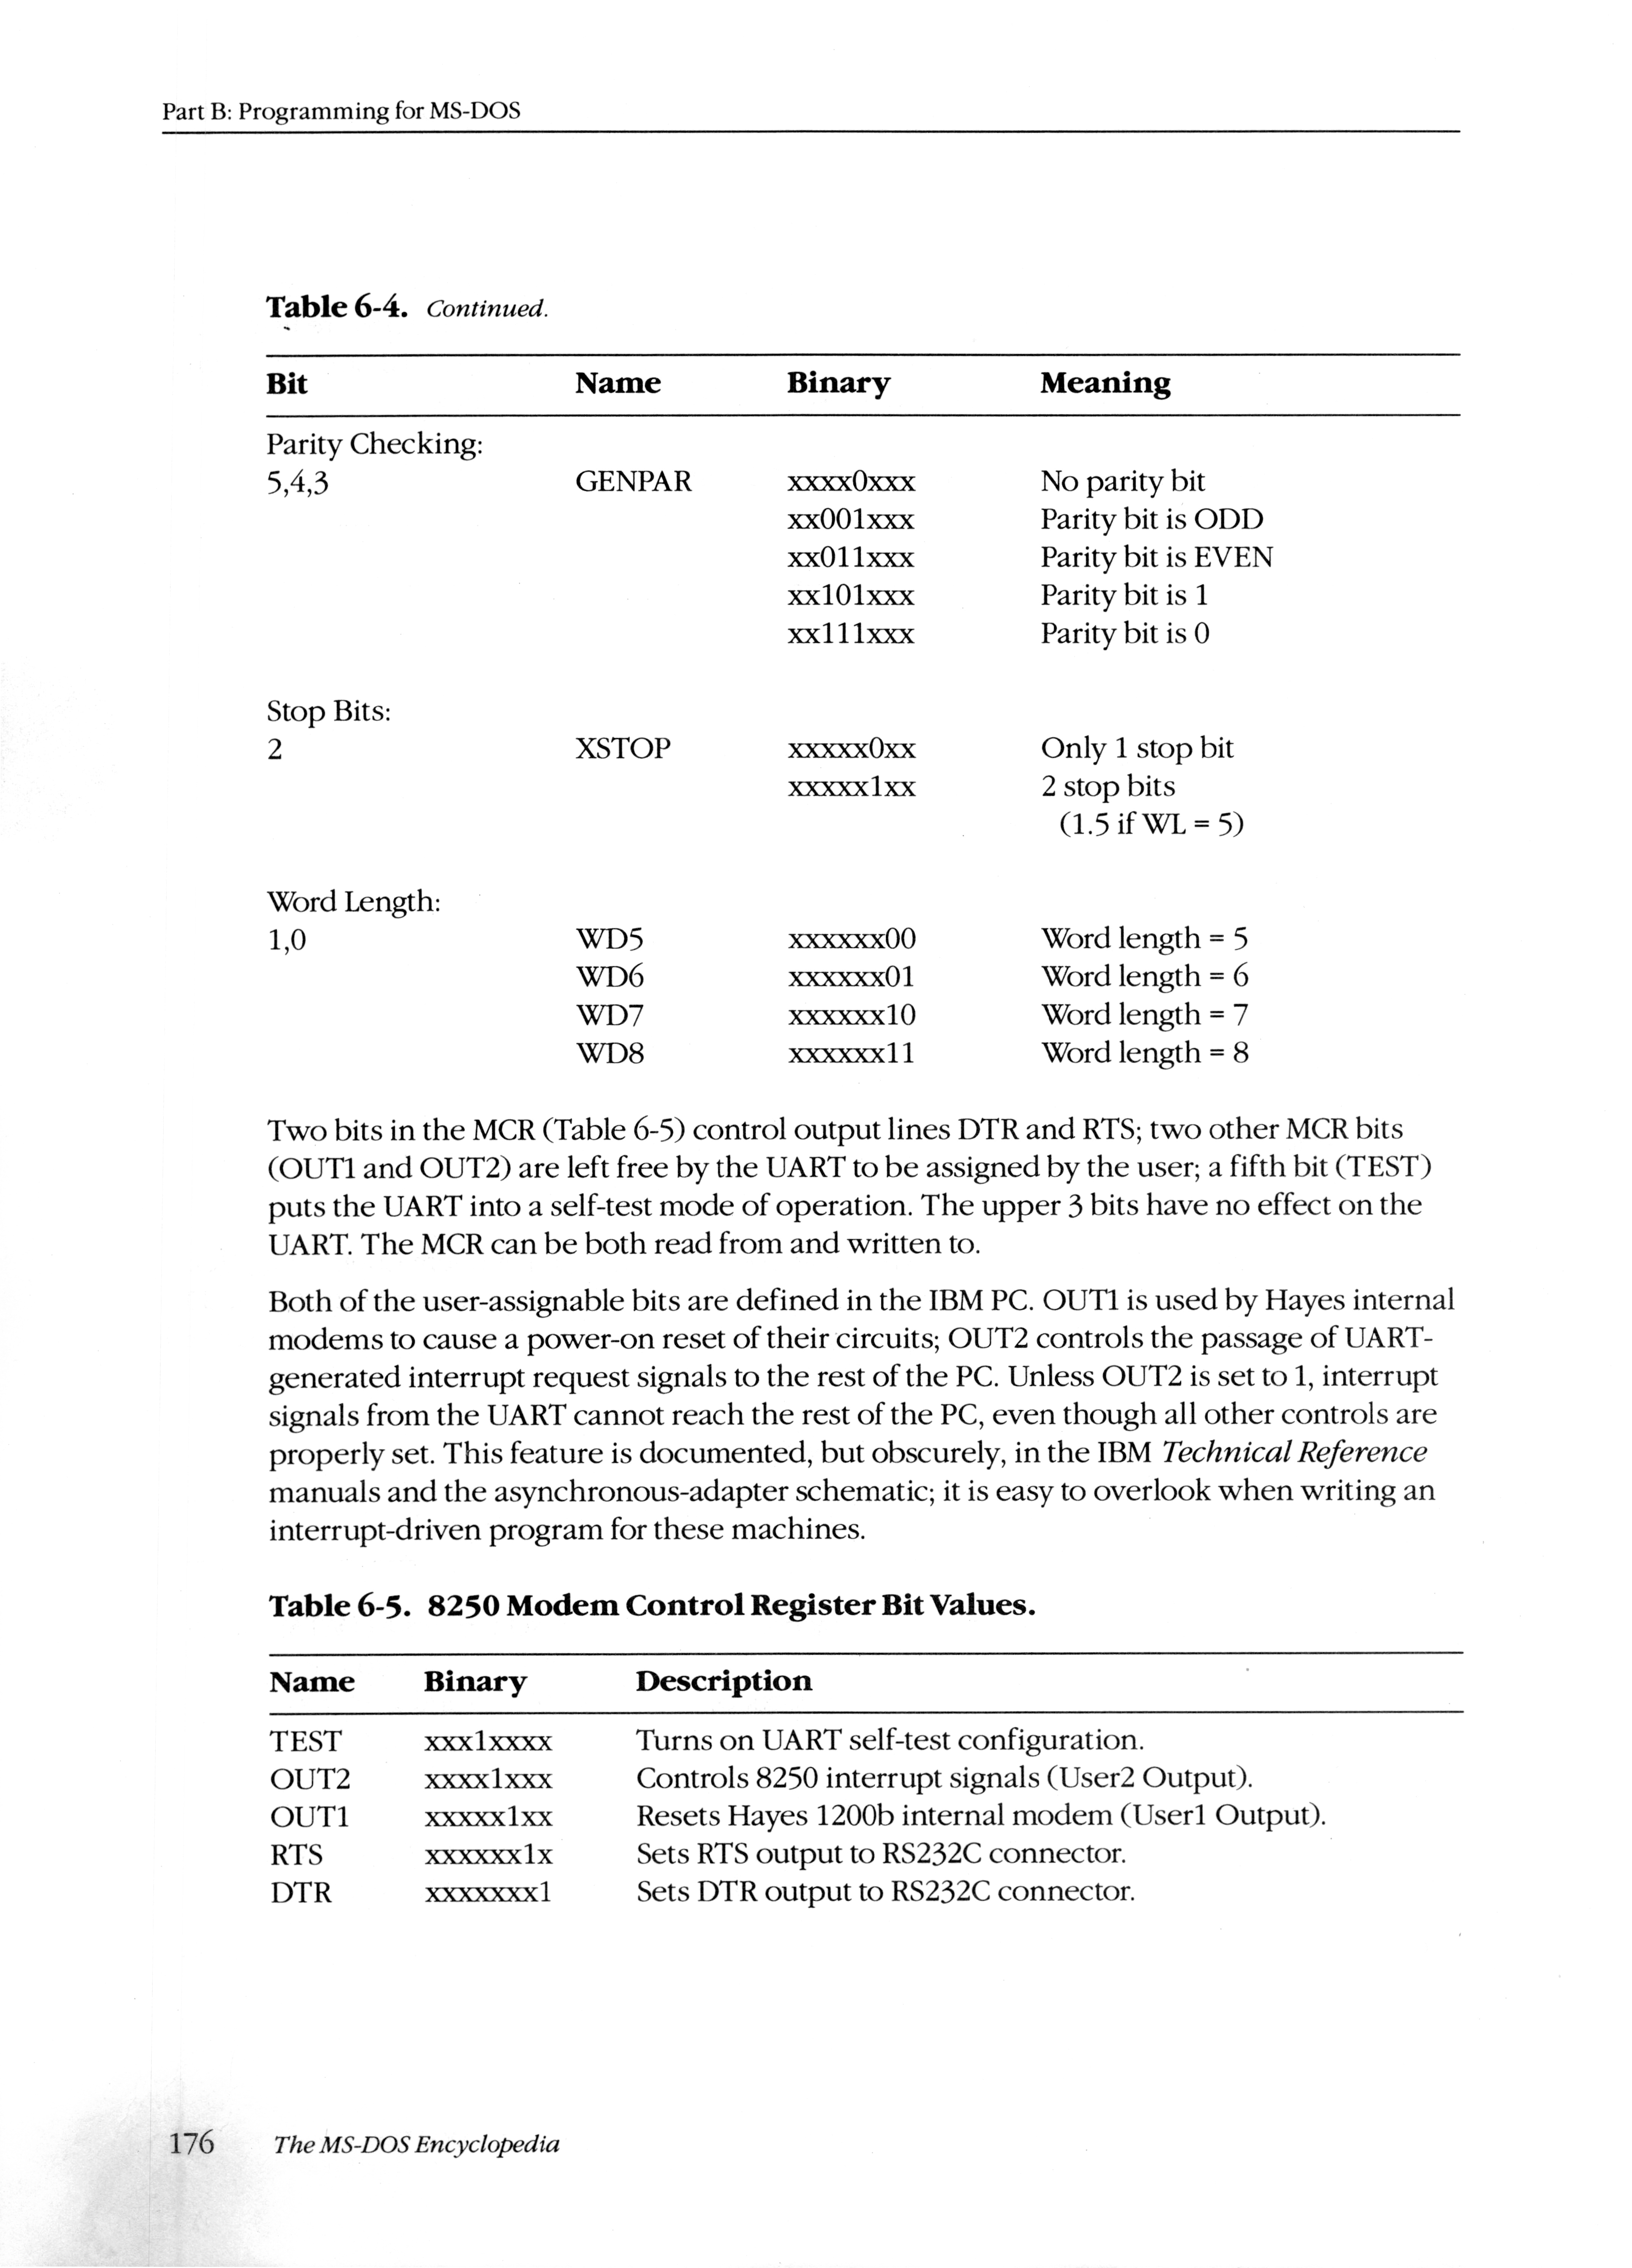 Part B: Programming for MS-DOS
Table 6-4. Continued.
Bit Name Binary Meaning
Parity Checking:
5,4,3 GENPAR xxxx0xxx No parity bit
xx001xxx Parity bit is ODD
xx011xxx Parity bit is EVEN
xx101xxx Parity bit is 1
xx111xxx Parity bit is 0
Stop Bits:
2 XSTOP xxxxx0xx Only 1 stop bit
xxxxx1xx 2 stop bits
(1.5 if WL = 5)
Word Length:
1,0 WD5 xxxxxx00 Word length = 5
WD6 xxxxxx01 Word length = 6
WD7 xxxxxx10 Word length = 7
WD8 xxxxxx11 Word length = 8
Two bits in the MCR (Table 6-5) control output lines DTR and RTS; two other MCR bits
(OUT1 and OUT2) are left free by the UART to be assigned by the user; a fifth bit (TEST)
puts the UART into a self-test mode of operation. The upper 3 bits have no effect on the
UART. The MCR can be both read from and written to.
Both of the user-assignable bits are defined in the IBM PC. OUT1 is used by Hayes internal
modems to cause a power-on reset of their circuits; OUT2 controls the passage of UART-
generated interrupt request signals to the rest of the PC. Unless OUT2 is set to 1, interrupt
signals from the UART cannot reach the rest of the PC, even though all other controls are
properly set. This feature is documented, but obscurely, in the IBM Technical Reference
manuals and the asynchronous-adapter schematic; it is easy to overlook when writing an
interrupt-driven program for these machines.
Table 6-5. 8250 Modem Control Register Bit Values.
Name Binary Description
TEST xxx1xxxx Turns on UART self-test configuration.
OUT2 xxxx1xxx Controls 8250 interrupt signals (User2 Output).
OUT1 xxxxx1xx Resets Hayes 1200b internal modem (User1 Output).
RTS xxxxxx1x Sets RTS output to RS232C connector.
DTR xxxxxxx1 Sets DTR output to RS232C connector.
176 The MS-DOS Encyclopedia